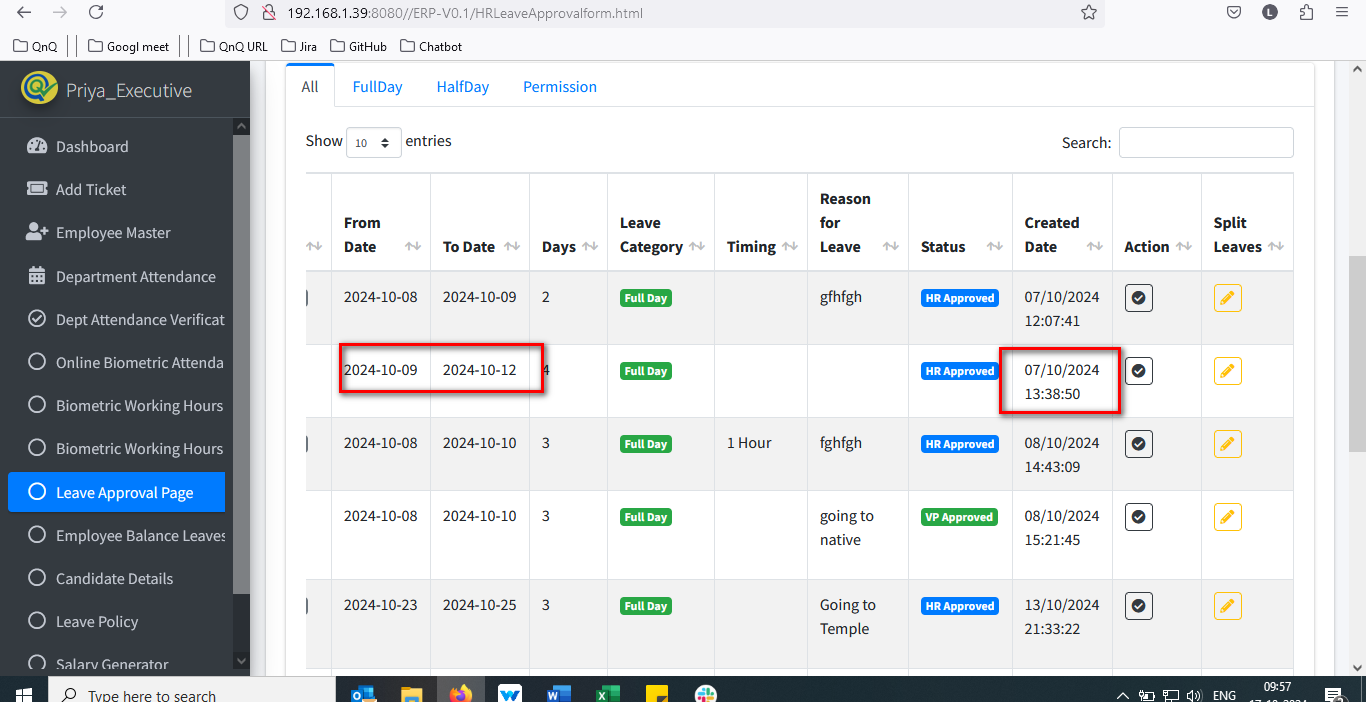 192.168.1.39:8080//ERP-V0.1/HRLeaveApprovalform.html
L
QnQ
Googl meet
QnQ URL
Jira
GitHub
Chatbot
Priya_Executive
Dashboard
Add Ticket
Employee Master
Department Attendance
Dept Attendance Verificat
Online Biometric Attenda
Biometric Working Hours
Biometric Working Hours
Leave Approval Page
Employee Balance Leaves
Candidate Details
Leave Policy
Salary Generator
All FullDay HalfDay Permission
Show 10 entries
Search:
From Date To Date Days Leave Category Timing Reason for Leave Status Created Date Action Split Leaves
2024-10-08 2024-10-09 2 Full Day gfhfgh HR Approved 07/10/2024 12:07:41
2024-10-09 2024-10-12 4 Full Day HR Approved 07/10/2024 13:38:50
2024-10-08 2024-10-10 3 Full Day 1 Hour fghfgh HR Approved 08/10/2024 14:43:09
2024-10-08 2024-10-10 3 Full Day going to native VP Approved 08/10/2024 15:21:45
2024-10-23 2024-10-25 3 Full Day Going to Temple HR Approved 13/10/2024 21:33:22
Type here to search
ENG
09:57